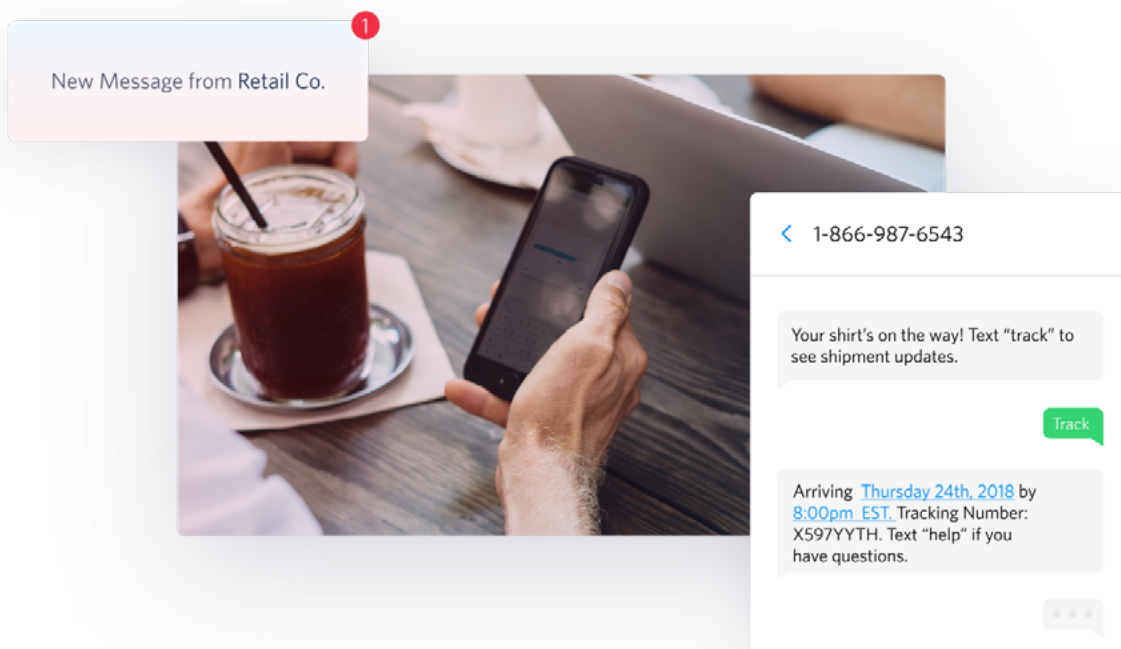 1
New Message from Retail Co.
1-866-987-6543
Your shirt’s on the way! Text “track” to
see shipment updates.
Track
Arriving Thursday 24th, 2018 by
8:00pm EST. Tracking Number:
X597YYTH. Text “help” if you
have questions.